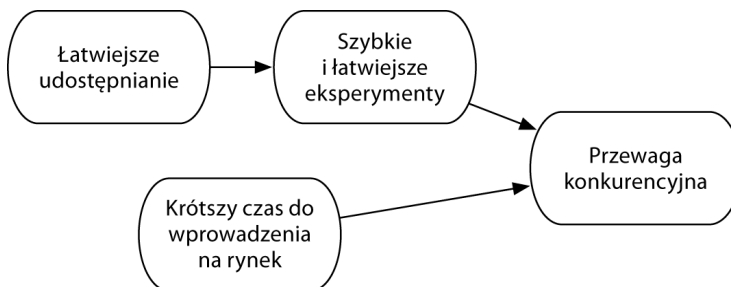 Łatwiejsze
udostępnianie
Szybkie
i łatwiejsze
eksperymenty
Przewaga
konkurencyjna
Krótszy czas do
wprowadzenia
na rynek